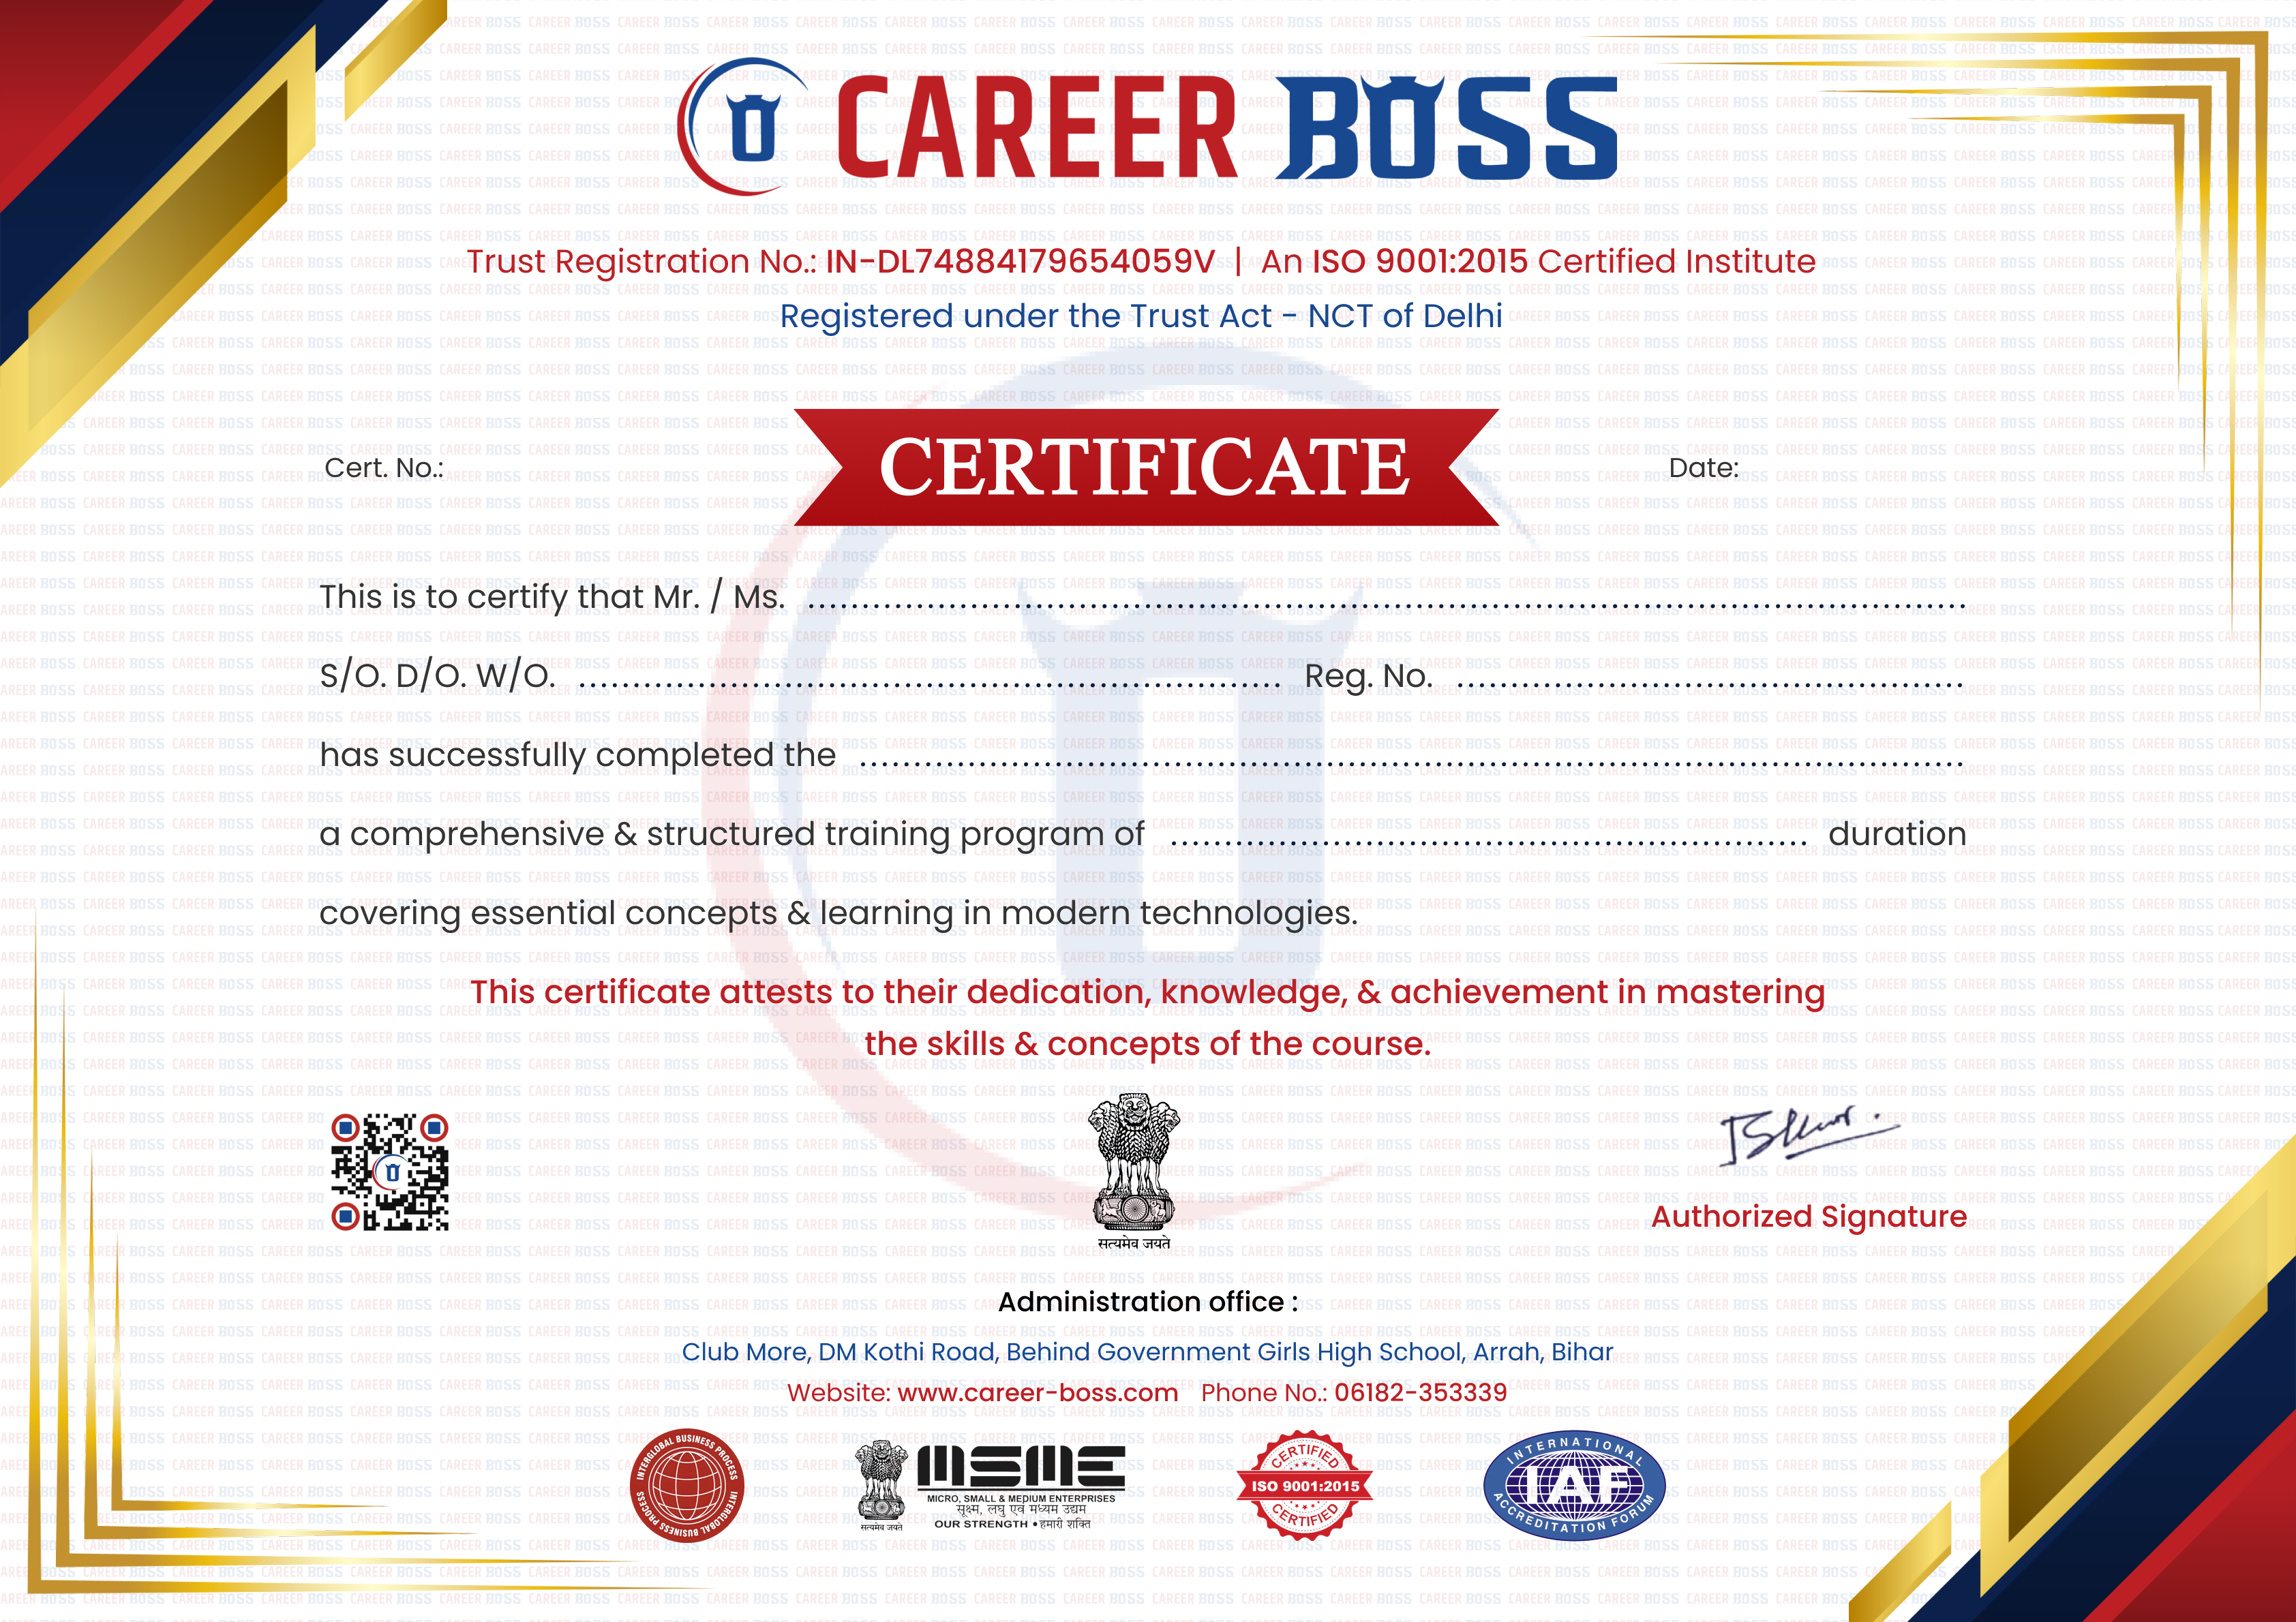 CAREER BOSS
Trust Registration No.: IN-DL74884179654059V | An ISO 9001:2015 Certified Institute
Registered under the Trust Act - NCT of Delhi
CERTIFICATE
Cert. No.:
Date:
This is to certify that Mr. / Ms. ................................................
S/O. D/O. W/O. ................................ Reg. No. ................................
has successfully completed the ................................................
a comprehensive & structured training program of ................................ duration
covering essential concepts & learning in modern technologies.
This certificate attests to their dedication, knowledge, & achievement in mastering
the skills & concepts of the course.
सत्यमेव जयते
Authorized Signature
Administration office :
Club More, DM Kothi Road, Behind Government Girls High School, Arrah, Bihar
Website: www.career-boss.com Phone No.: 06182-353339
INTERGLOBAL BUSINESS PROCESS INTERGLOBAL BUSINESS PROCESS
सत्यमेव जयते
MSME
MICRO, SMALL & MEDIUM ENTERPRISES
सूक्ष्म, लघु एवं मध्यम उद्यम
OUR STRENGTH • हमारी शक्ति
CERTIFIED
ISO 9001:2015
CERTIFIED
INTERNATIONAL
IAF
ACCREDITATION FORUM